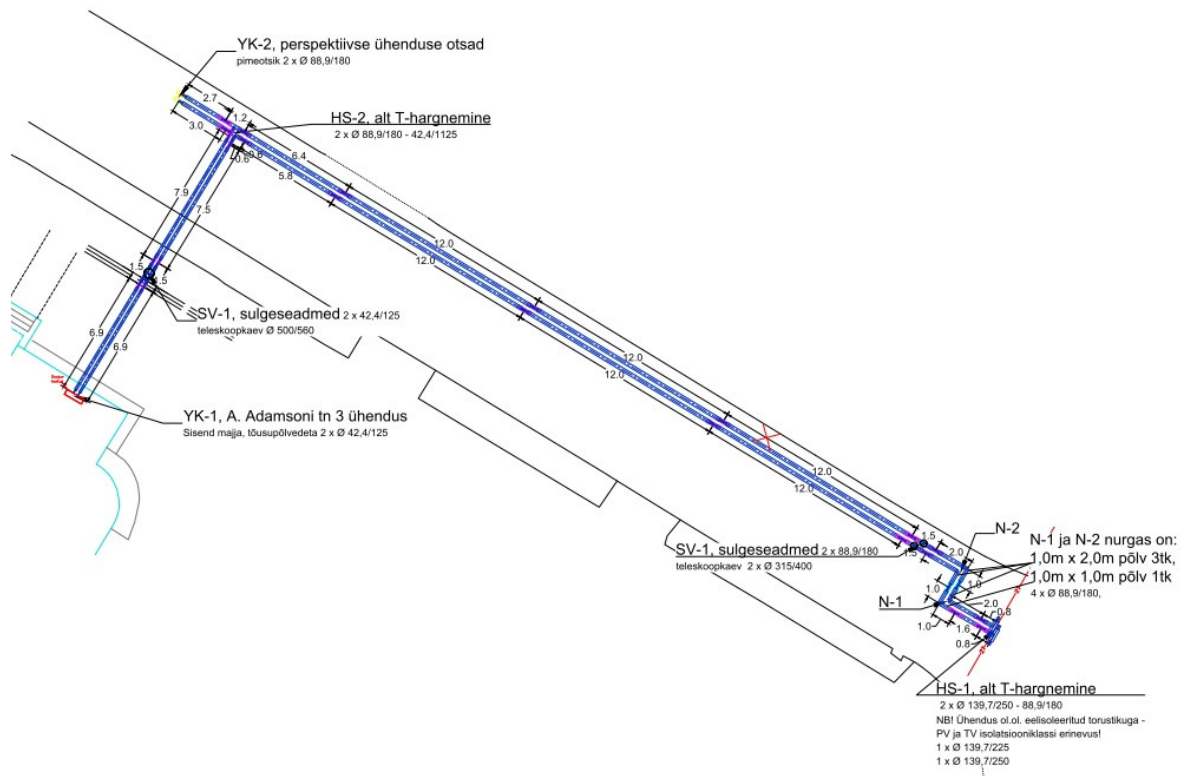 YK-2, perspektiivse ühenduse otsad
pimeotsik 2 x Ø 88,9/180
2.7
1.2
3.0
HS-2, alt T-hargnemine
2 x Ø 88,9/180 - 42,4/1125
0.6
0.6
6.4
5.8
7.9
7.5
12.0
12.0
1.5
1.5
SV-1, sulgeseadmed 2 x 42,4/125
teleskoopkaev Ø 500/560
6.9
6.9
12.0
12.0
YK-1, A. Adamsoni tn 3 ühendus
Sisend majja, tõusupõlvedeta 2 x Ø 42,4/125
12.0
12.0
SV-1, sulgeseadmed 2 x 88,9/180
teleskoopkaev 2 x Ø 315/400
1.5
1.5
2.0
N-2
N-1 ja N-2 nurgas on:
1,0m x 2,0m põlv 3tk,
1,0m x 1,0m põlv 1tk
4 x Ø 88,9/180,
1.0
1.0
N-1
2.0
0.8
1.0
1.6
0.8
HS-1, alt T-hargnemine
2 x Ø 139,7/250 - 88,9/180
NB! Ühendus ol.ol. eelisoleeritud torustikuga -
PV ja TV isolatsiooniklassi erinevus!
1 x Ø 139,7/225
1 x Ø 139,7/250